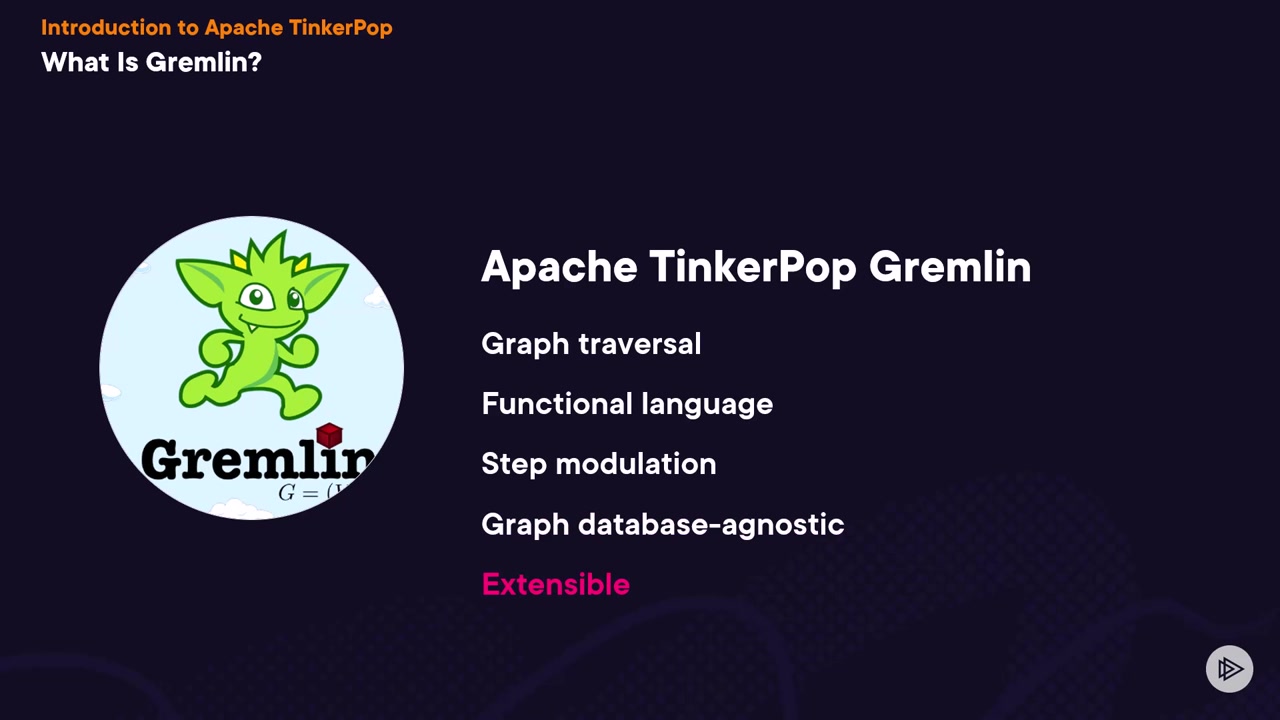 Introduction to Apache TinkerPop
What Is Gremlin?
Apache TinkerPop Gremlin
Graph traversal
Functional language
Step modulation
Graph database-agnostic
Extensible
Gremlin
G = (